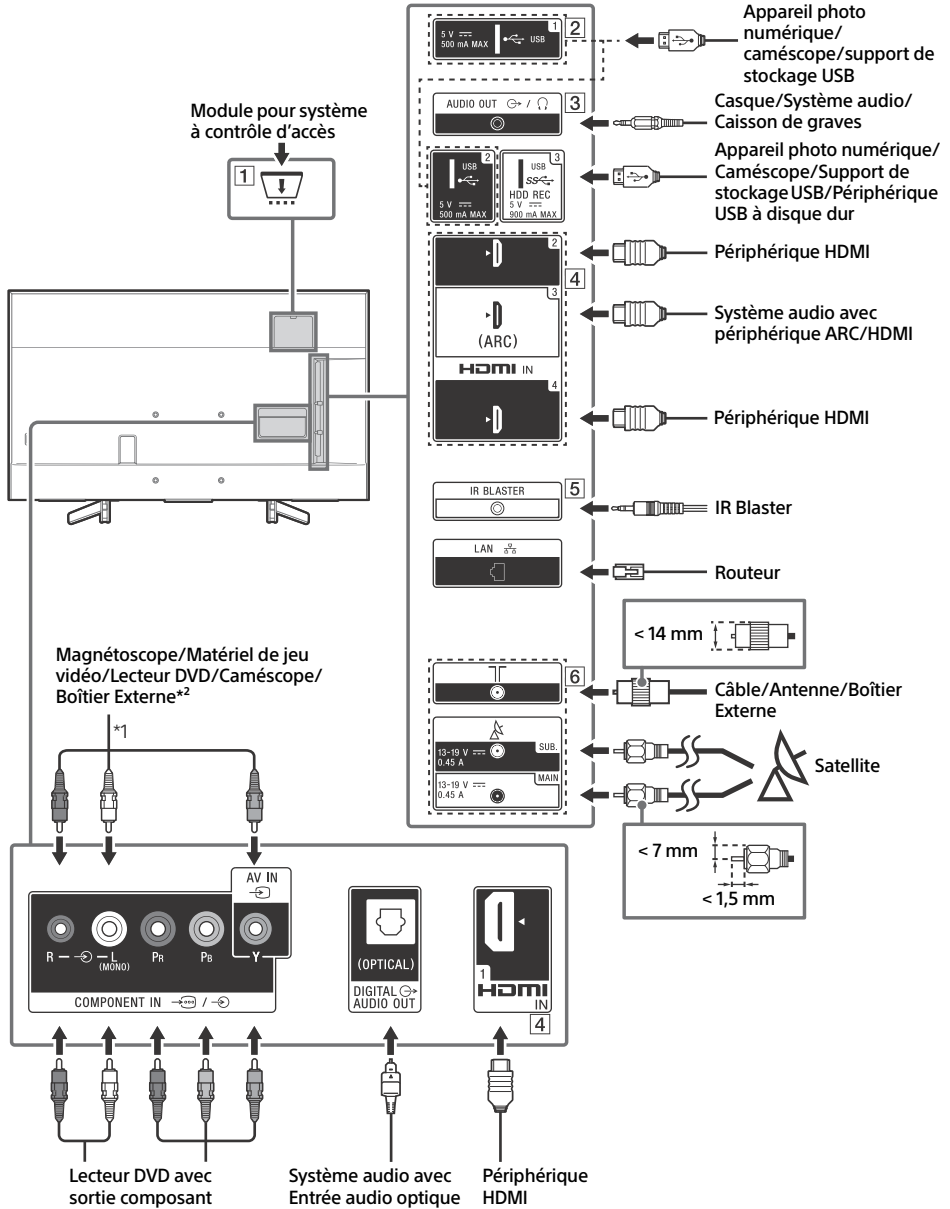 Module pour système
à contrôle d'accès
1
5 V
500 mA MAX
USB
1
2
Appareil photo
numérique/
caméscope/support de
stockage USB
AUDIO OUT /
3
Casque/Système audio/
Caisson de graves
2
USB
5 V
500 mA MAX
3
USB
SS
HDD REC
5 V
900 mA MAX
Appareil photo numérique/
Caméscope/Support de
stockage USB/Périphérique
USB à disque dur
2
4
Périphérique HDMI
3
(ARC)
HDMI IN
Système audio avec
périphérique ARC/HDMI
4
Périphérique HDMI
IR BLASTER
5
IR Blaster
LAN
Routeur
< 14 mm
6
Câble/Antenne/Boîtier
Externe
13-19 V
0.45 A
SUB.
13-19 V
0.45 A
MAIN
Satellite
< 7 mm
< 1,5 mm
Magnétoscope/Matériel de jeu
vidéo/Lecteur DVD/Caméscope/
Boîtier Externe*2
*1
AV IN
R L
(MONO)
PR
PB
Y
COMPONENT IN /
(OPTICAL)
DIGITAL
AUDIO OUT
1
HDMI
IN
4
Lecteur DVD avec
sortie composant
Système audio avec
Entrée audio optique
Périphérique
HDMI